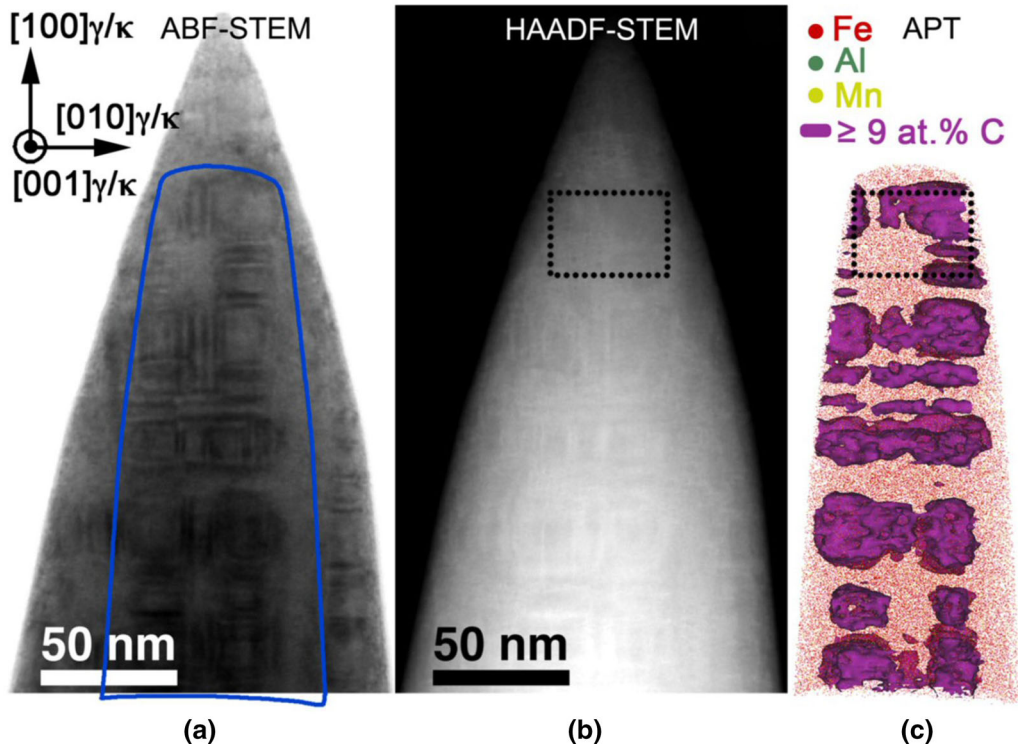 [100]γ/κ
ABF-STEM
[010]γ/κ
[001]γ/κ
50 nm
(a)
HAADF-STEM
50 nm
(b)
Fe APT
Al
Mn
≥ 9 at.% C
(c)